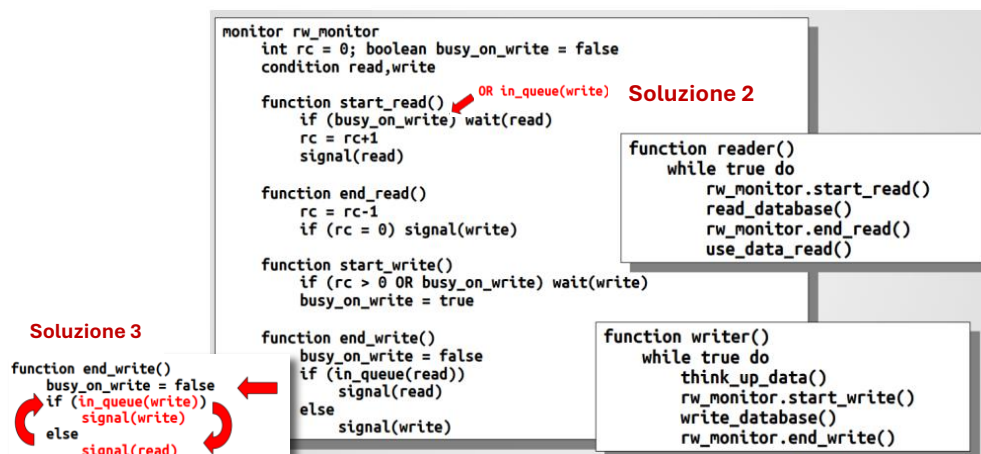 monitor rw_monitor
int rc = 0; boolean busy_on_write = false
condition read,write
function start_read()
OR in_queue(write)
if (busy_on_write) wait(read)
rc = rc+1
signal(read)
function end_read()
rc = rc-1
if (rc = 0) signal(write)
function start_write()
if (rc > 0 OR busy_on_write) wait(write)
busy_on_write = true
function end_write()
busy_on_write = false
if (in_queue(read))
signal(read)
else
signal(write)
Soluzione 2
function reader()
while true do
rw_monitor.start_read()
read_database()
rw_monitor.end_read()
use_data_read()
function writer()
while true do
think_up_data()
rw_monitor.start_write()
write_database()
rw_monitor.end_write()
Soluzione 3
function end_write()
busy_on_write = false
if (in_queue(write))
signal(write)
else
signal(read)